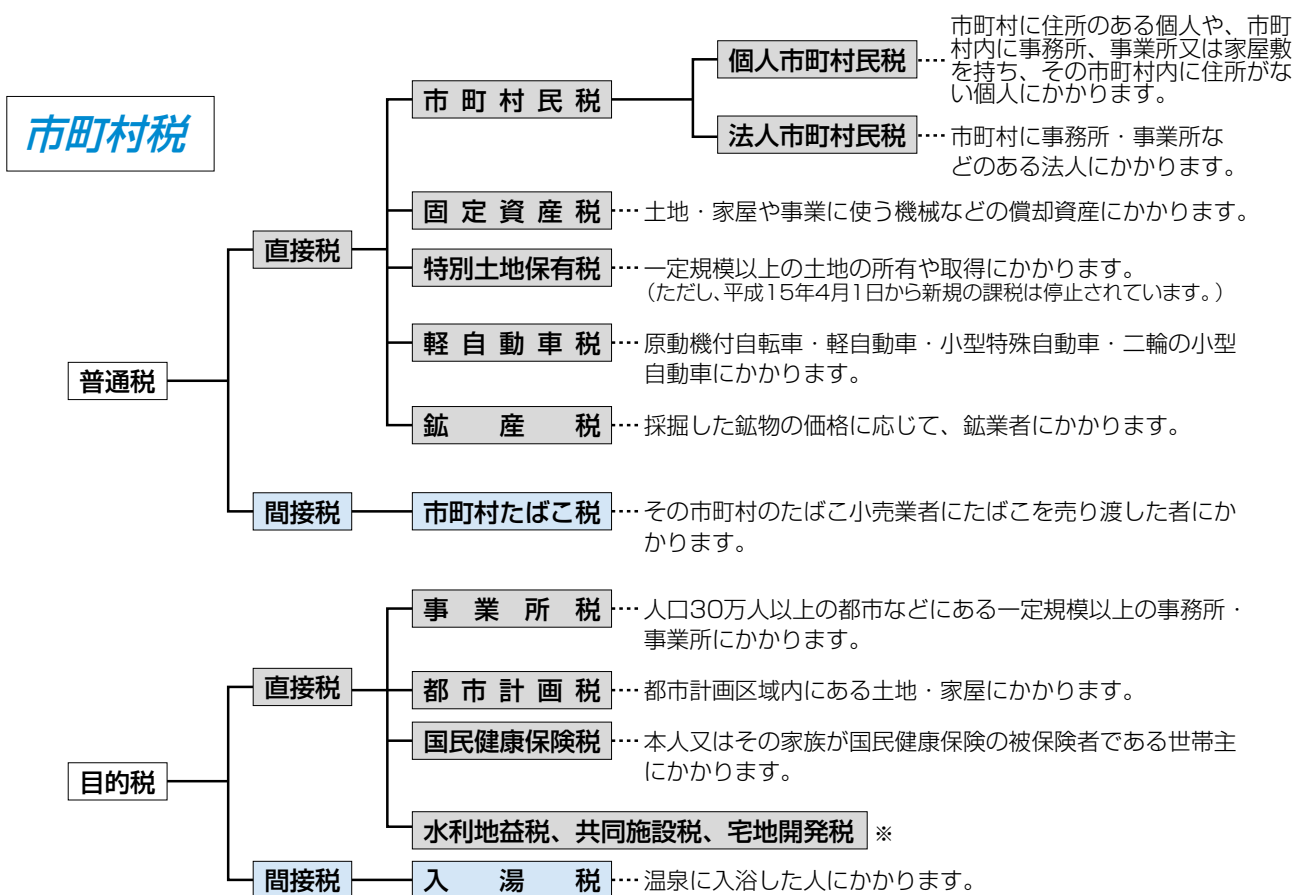 市町村税
普通税
直接税
市町村民税
個人市町村民税
市町村に住所のある個人や、市町
村内に事務所、事業所又は家屋敷
を持ち、その市町村内に住所がな
い個人にかかります。
法人市町村民税
市町村に事務所・事業所な
どのある法人にかかります。
固定資産税
土地・家屋や事業に使う機械などの償却資産にかかります。
特別土地保有税
一定規模以上の土地の所有や取得にかかります。
（ただし、平成15年4月1日から新規の課税は停止されています。）
軽自動車税
原動機付自転車・軽自動車・小型特殊自動車・二輪の小型
自動車にかかります。
鉱産税
採掘した鉱物の価格に応じて、鉱業者にかかります。
間接税
市町村たばこ税
その市町村のたばこ小売業者にたばこを売り渡した者にか
かります。
目的税
直接税
事業所税
人口30万人以上の都市などにある一定規模以上の事務所・
事業所にかかります。
都市計画税
都市計画区域内にある土地・家屋にかかります。
国民健康保険税
本人又はその家族が国民健康保険の被保険者である世帯主
にかかります。
水利地益税、共同施設税、宅地開発税 ※
間接税
入湯税
温泉に入浴した人にかかります。